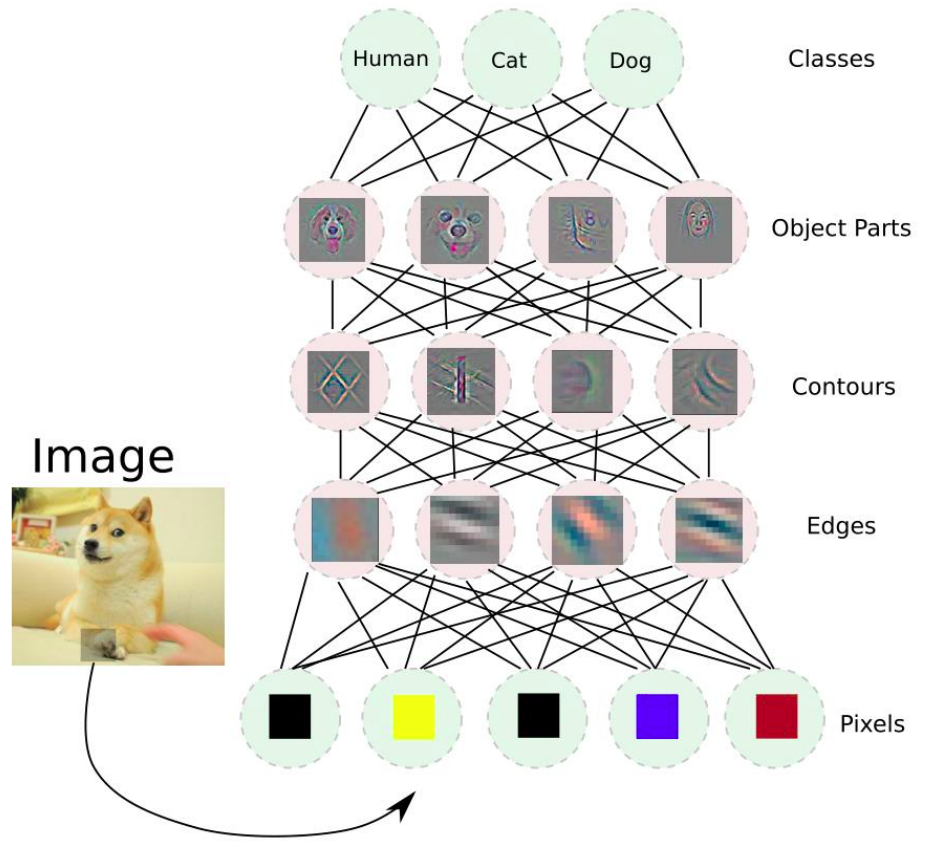 Human
Cat
Dog
Classes
Object Parts
Contours
Image
Edges
Pixels